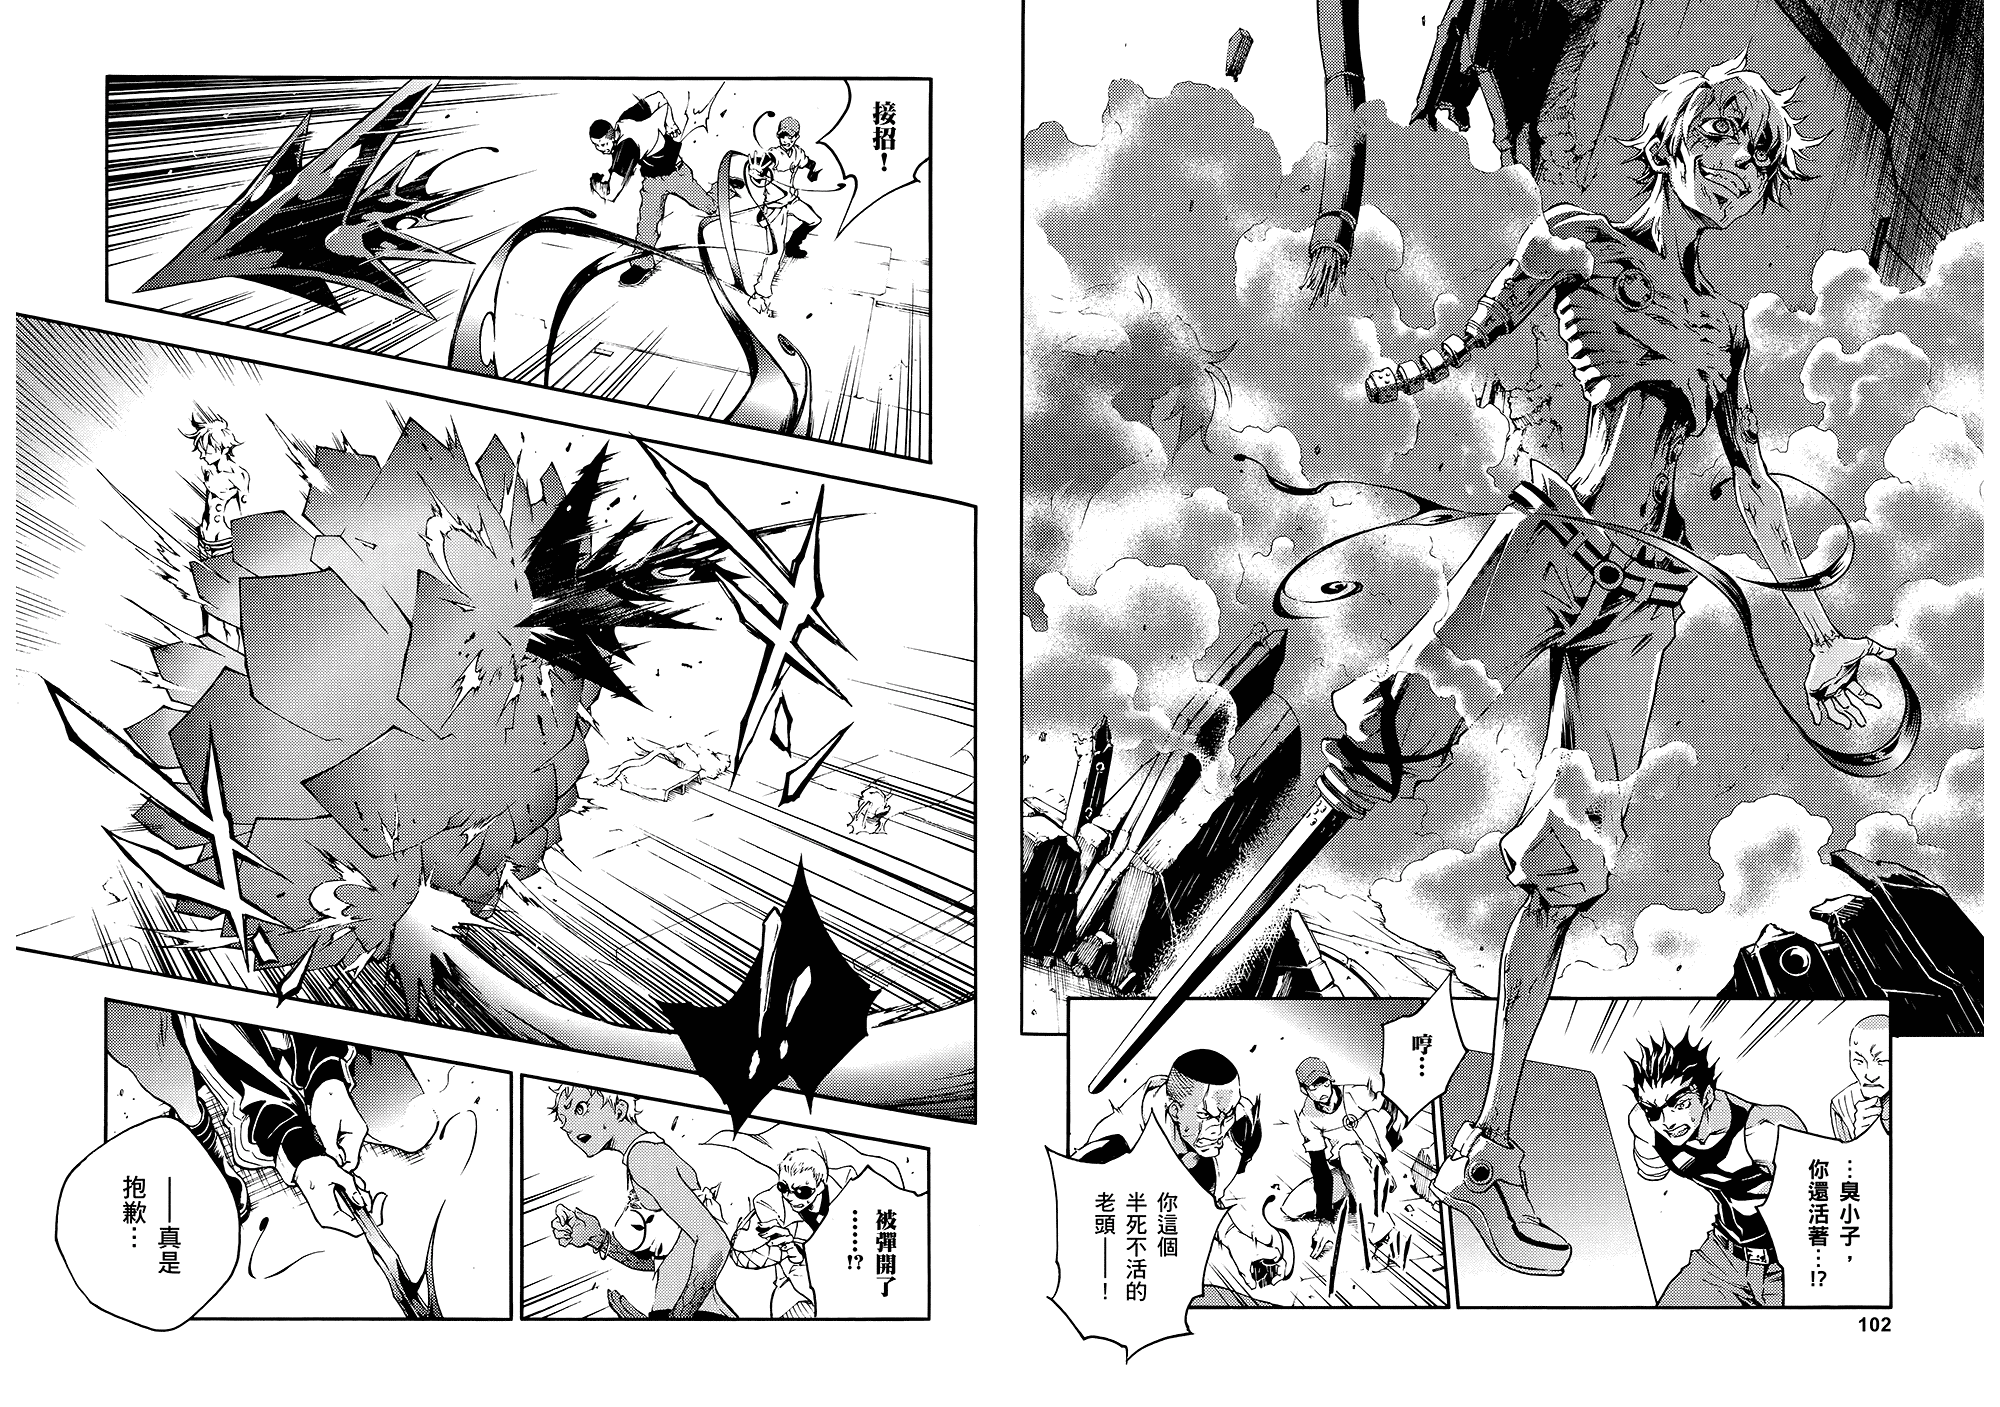 …臭小子，
你還活著…!?
哼…
你這個
半死不活的
老頭——！
102
接招！
被彈開了
……!?
——真是
抱歉…